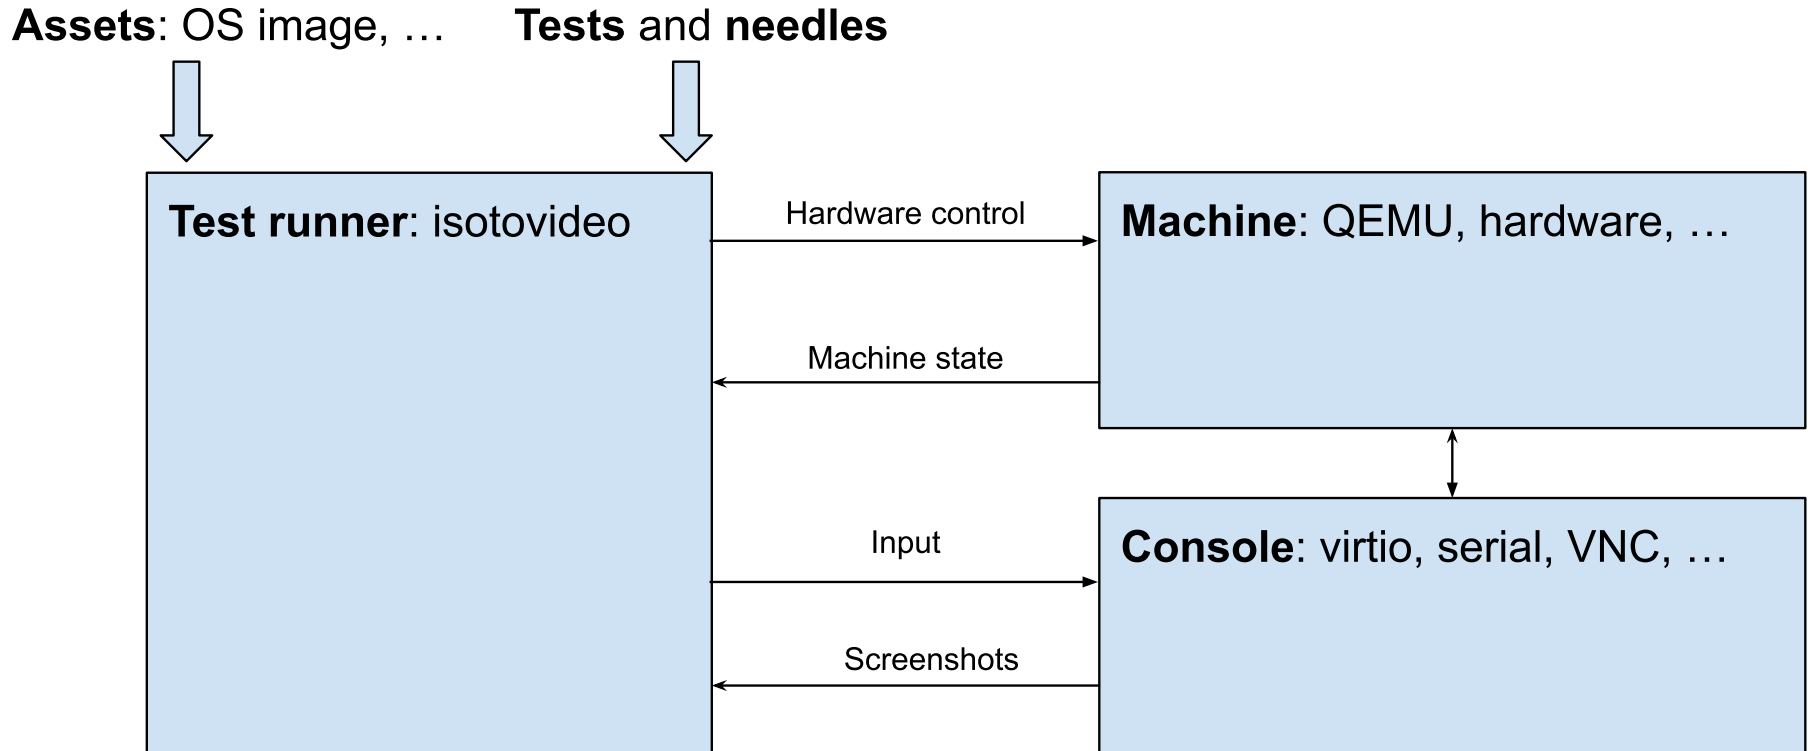 Assets: OS image, …
Tests and needles
Test runner: isotovideo
Hardware control
Machine: QEMU, hardware, …
Machine state
Input
Console: virtio, serial, VNC, …
Screenshots